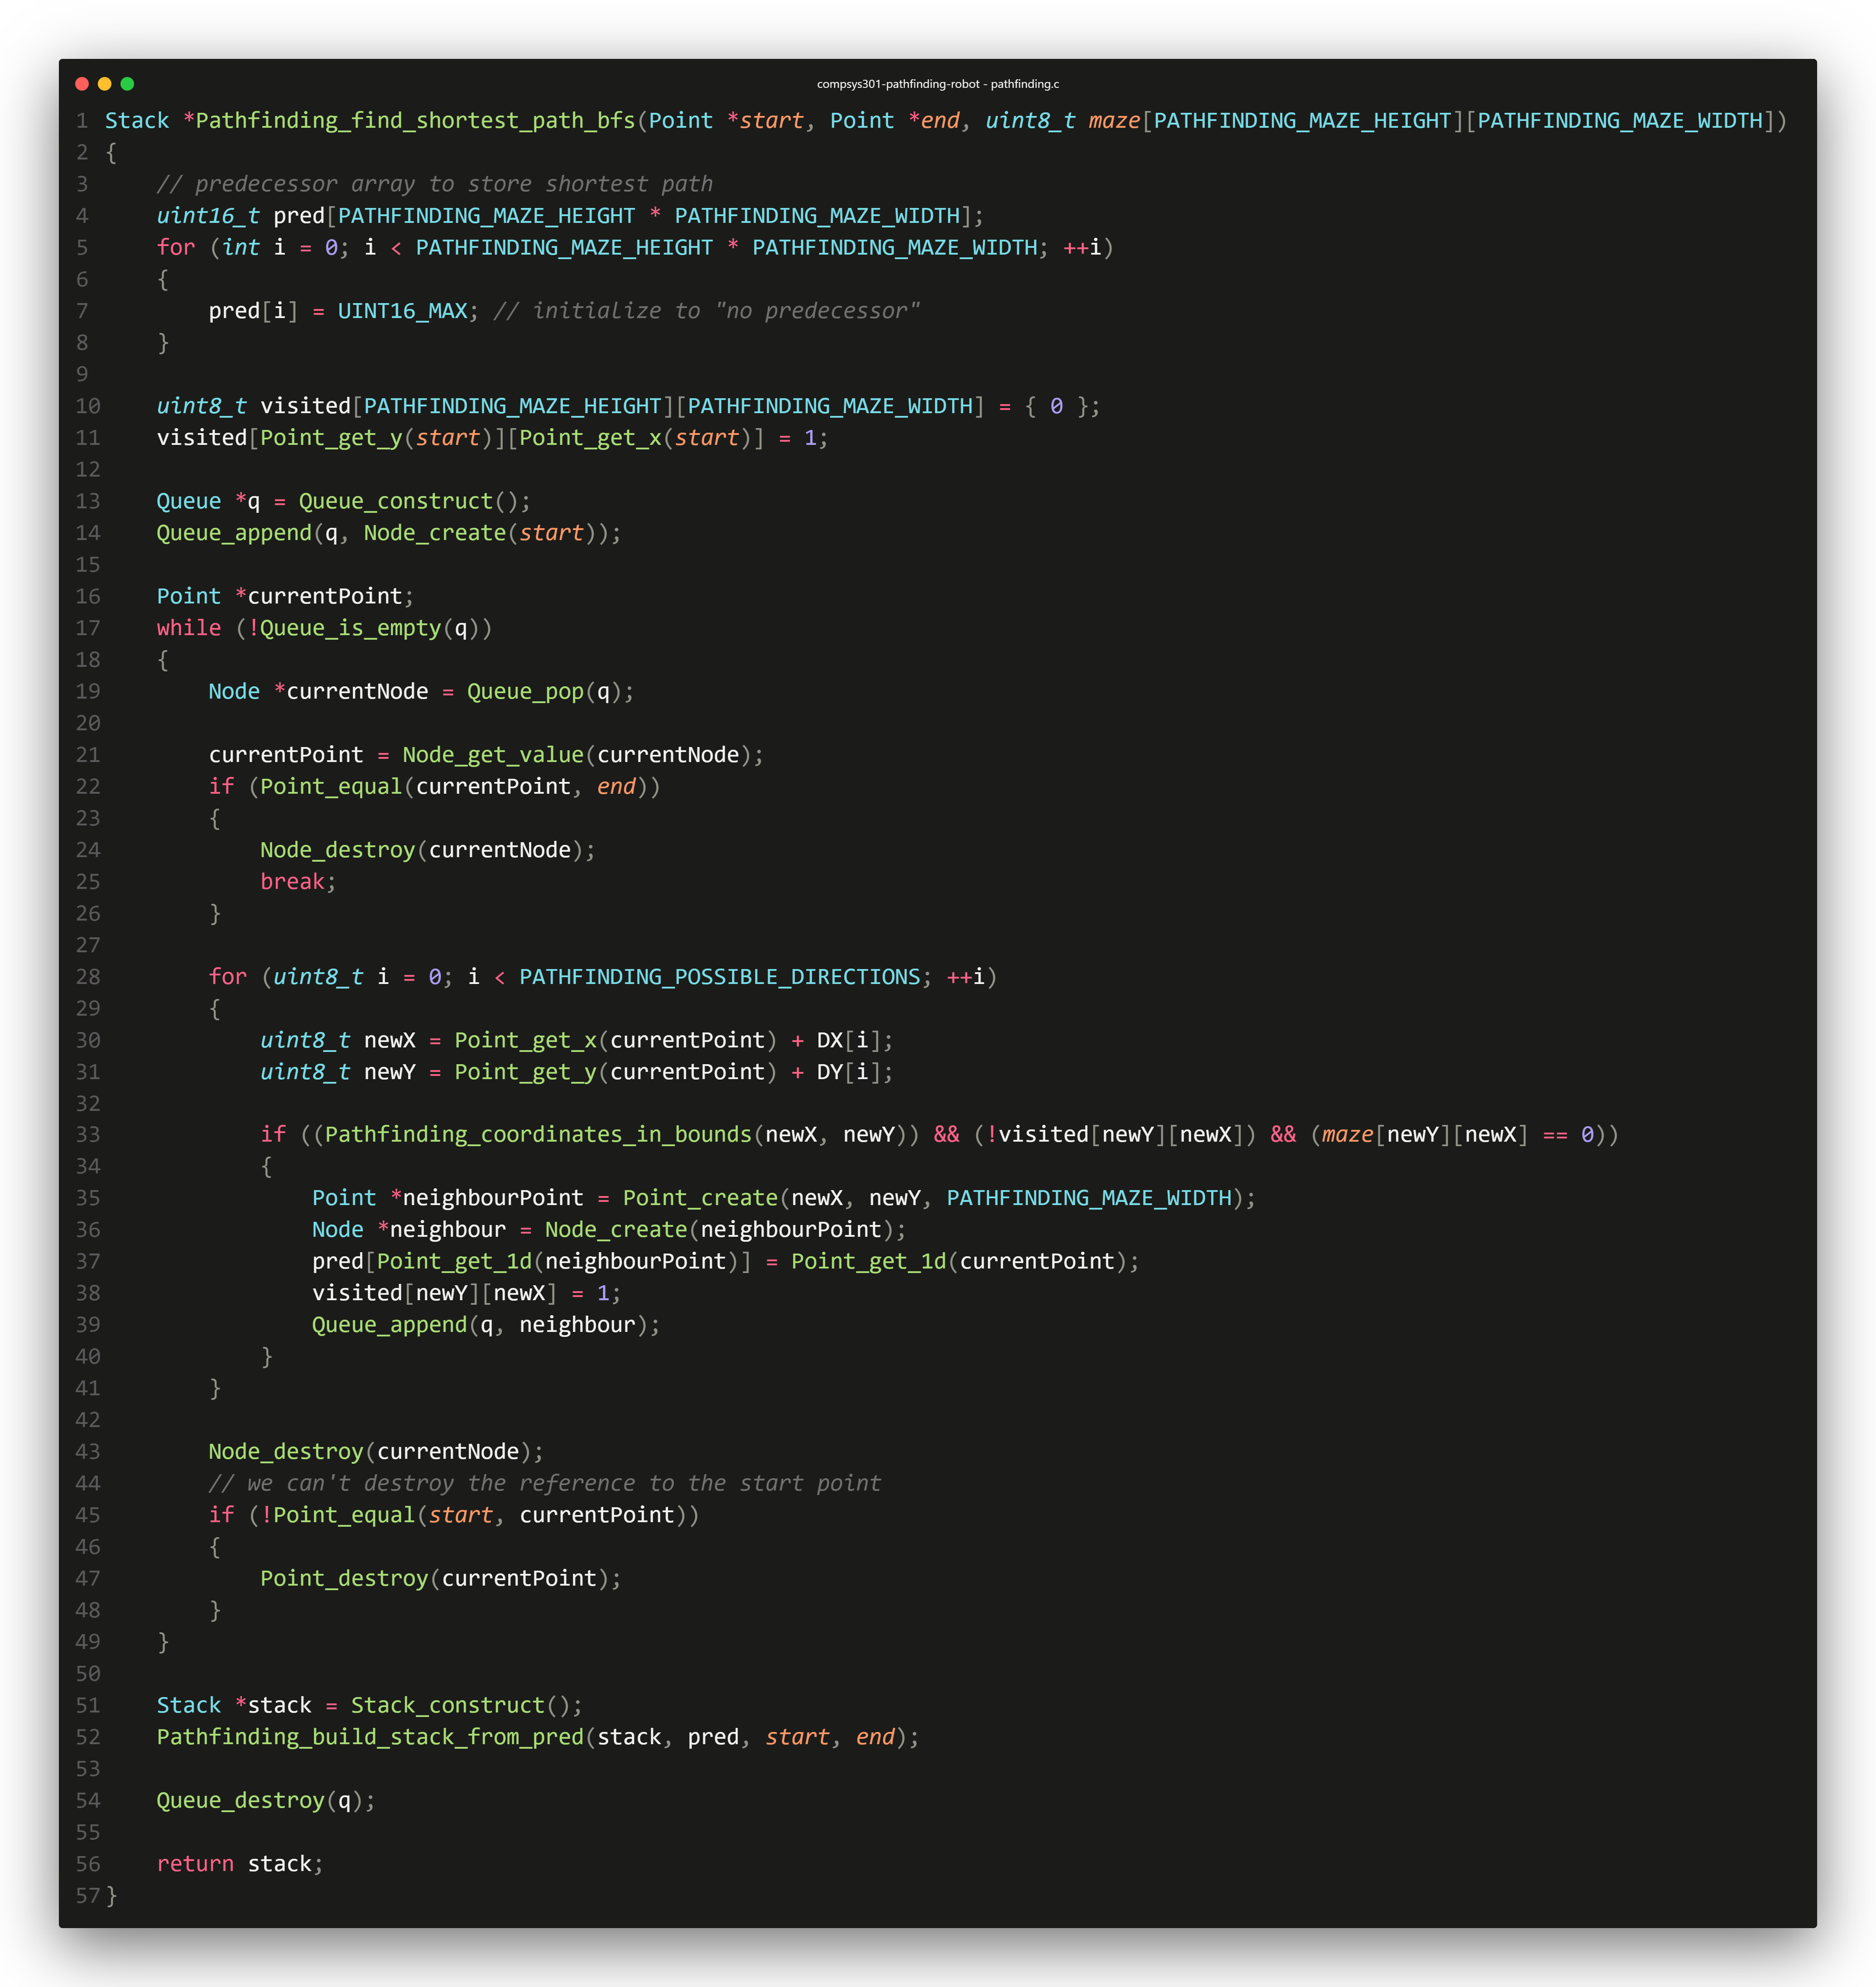 compsys301-pathfinding-robot - pathfinding.c
1 Stack *Pathfinding_find_shortest_path_bfs(Point *start, Point *end, uint8_t maze[PATHFINDING_MAZE_HEIGHT][PATHFINDING_MAZE_WIDTH])
2 {
3     // predecessor array to store shortest path
4     uint16_t pred[PATHFINDING_MAZE_HEIGHT * PATHFINDING_MAZE_WIDTH];
5     for (int i = 0; i < PATHFINDING_MAZE_HEIGHT * PATHFINDING_MAZE_WIDTH; ++i)
6     {
7         pred[i] = UINT16_MAX; // initialize to "no predecessor"
8     }
9
10     uint8_t visited[PATHFINDING_MAZE_HEIGHT][PATHFINDING_MAZE_WIDTH] = { 0 };
11     visited[Point_get_y(start)][Point_get_x(start)] = 1;
12
13     Queue *q = Queue_construct();
14     Queue_append(q, Node_create(start));
15
16     Point *currentPoint;
17     while (!Queue_is_empty(q))
18     {
19         Node *currentNode = Queue_pop(q);
20
21         currentPoint = Node_get_value(currentNode);
22         if (Point_equal(currentPoint, end))
23         {
24             Node_destroy(currentNode);
25             break;
26         }
27
28         for (uint8_t i = 0; i < PATHFINDING_POSSIBLE_DIRECTIONS; ++i)
29         {
30             uint8_t newX = Point_get_x(currentPoint) + DX[i];
31             uint8_t newY = Point_get_y(currentPoint) + DY[i];
32
33             if ((Pathfinding_coordinates_in_bounds(newX, newY)) && (!visited[newY][newX]) && (maze[newY][newX] == 0))
34             {
35                 Point *neighbourPoint = Point_create(newX, newY, PATHFINDING_MAZE_WIDTH);
36                 Node *neighbour = Node_create(neighbourPoint);
37                 pred[Point_get_1d(neighbourPoint)] = Point_get_1d(currentPoint);
38                 visited[newY][newX] = 1;
39                 Queue_append(q, neighbour);
40             }
41         }
42
43         Node_destroy(currentNode);
44         // we can't destroy the reference to the start point
45         if (!Point_equal(start, currentPoint))
46         {
47             Point_destroy(currentPoint);
48         }
49     }
50
51     Stack *stack = Stack_construct();
52     Pathfinding_build_stack_from_pred(stack, pred, start, end);
53
54     Queue_destroy(q);
55
56     return stack;
57 }